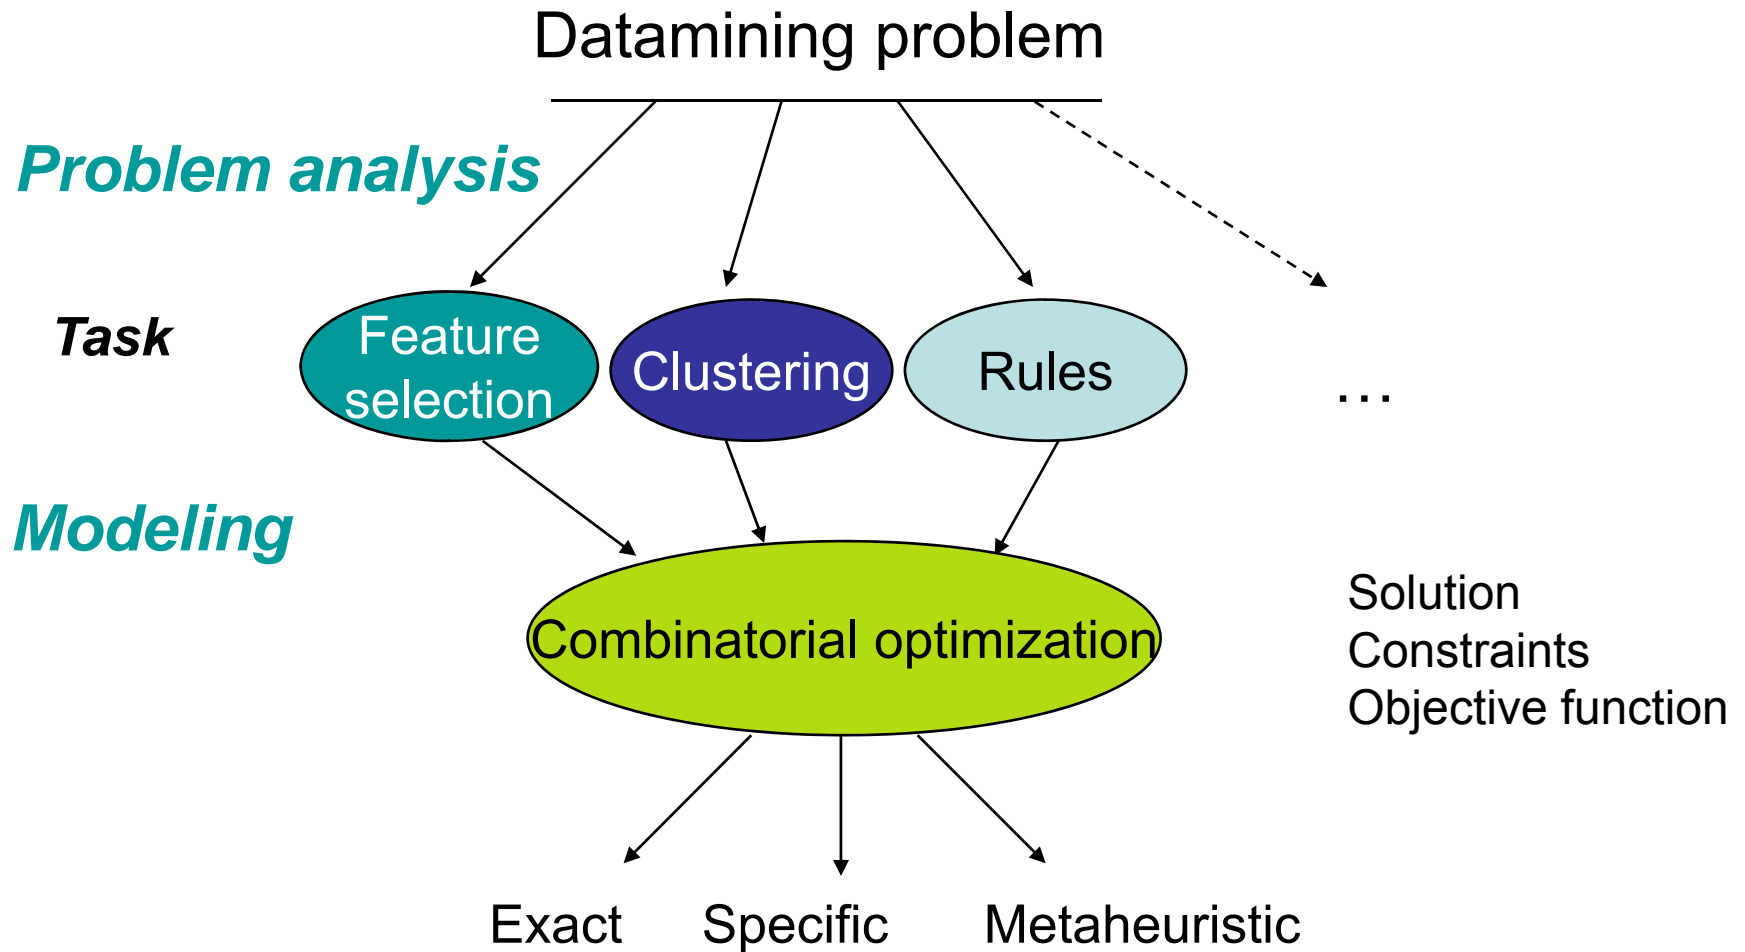 Datamining problem
Problem analysis
Task
Feature
selection
Clustering
Rules
…
Modeling
Combinatorial optimization
Solution
Constraints
Objective function
Exact
Specific
Metaheuristic